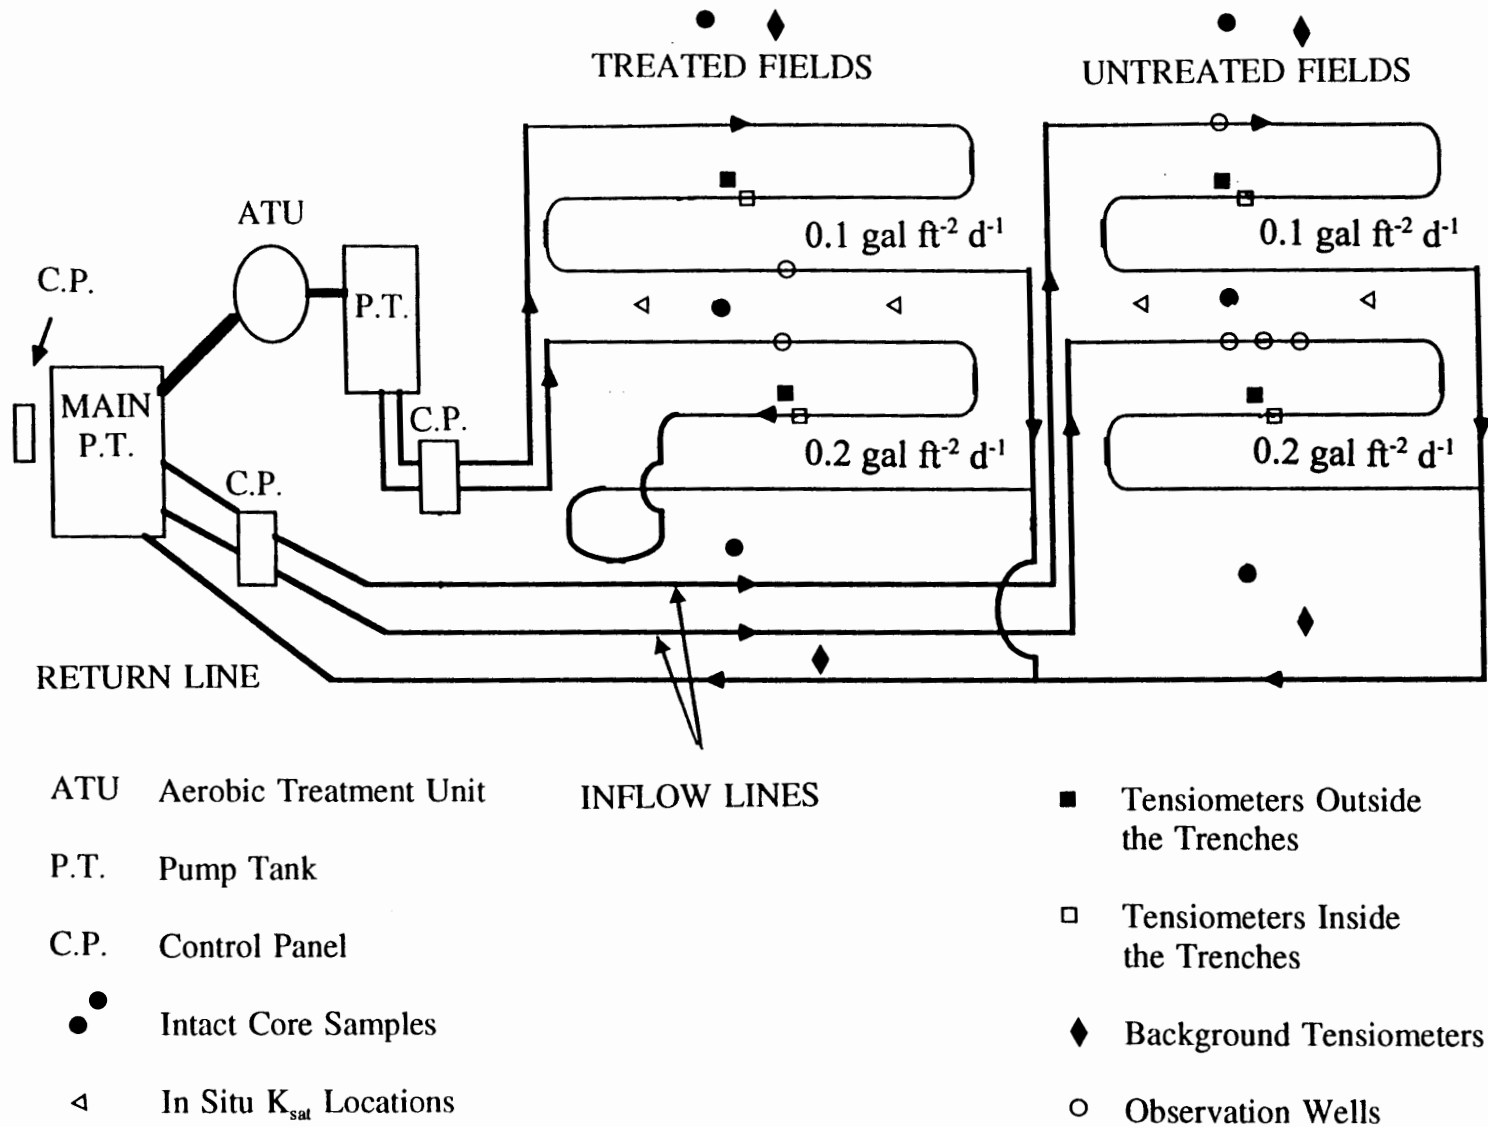 TREATED FIELDS
UNTREATED FIELDS
ATU
C.P.
P.T.
0.1 gal ft⁻² d⁻¹
0.1 gal ft⁻² d⁻¹
MAIN
P.T.
C.P.
0.2 gal ft⁻² d⁻¹
0.2 gal ft⁻² d⁻¹
C.P.
RETURN LINE
INFLOW LINES
ATU Aerobic Treatment Unit
P.T. Pump Tank
C.P. Control Panel
Intact Core Samples
In Situ Ksat Locations
Tensiometers Outside
the Trenches
Tensiometers Inside
the Trenches
Background Tensiometers
Observation Wells